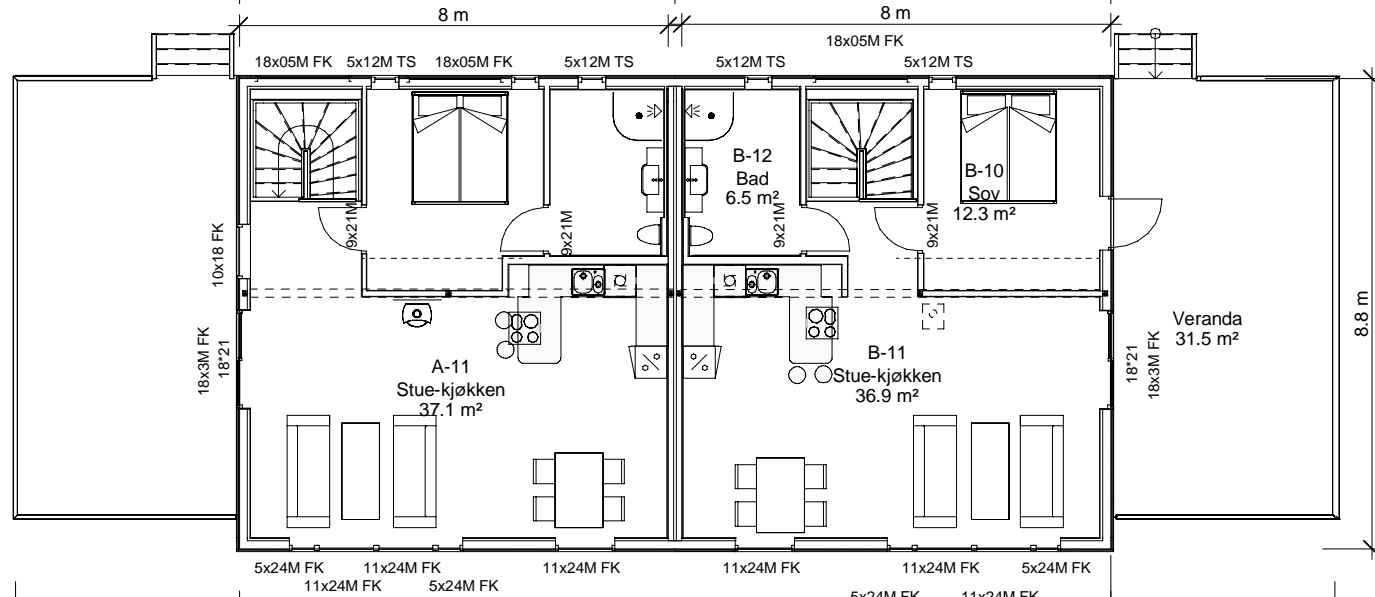 8 m
8 m
18x05M FK
18x05M FK
5x12M TS
18x05M FK
5x12M TS
5x12M TS
5x12M TS
B-12
Bad
6.5 m²
B-10
Sov
12.3 m²
9x21M
9x21M
9x21M
9x21M
10x18 FK
18x3M FK
18*21
A-11
Stue-kjøkken
37.1 m²
B-11
Stue-kjøkken
36.9 m²
18*21
18x3M FK
Veranda
31.5 m²
8.8 m
5x24M FK
11x24M FK
11x24M FK
11x24M FK
11x24M FK
5x24M FK
11x24M FK
5x24M FK
5x24M FK
11x24M FK